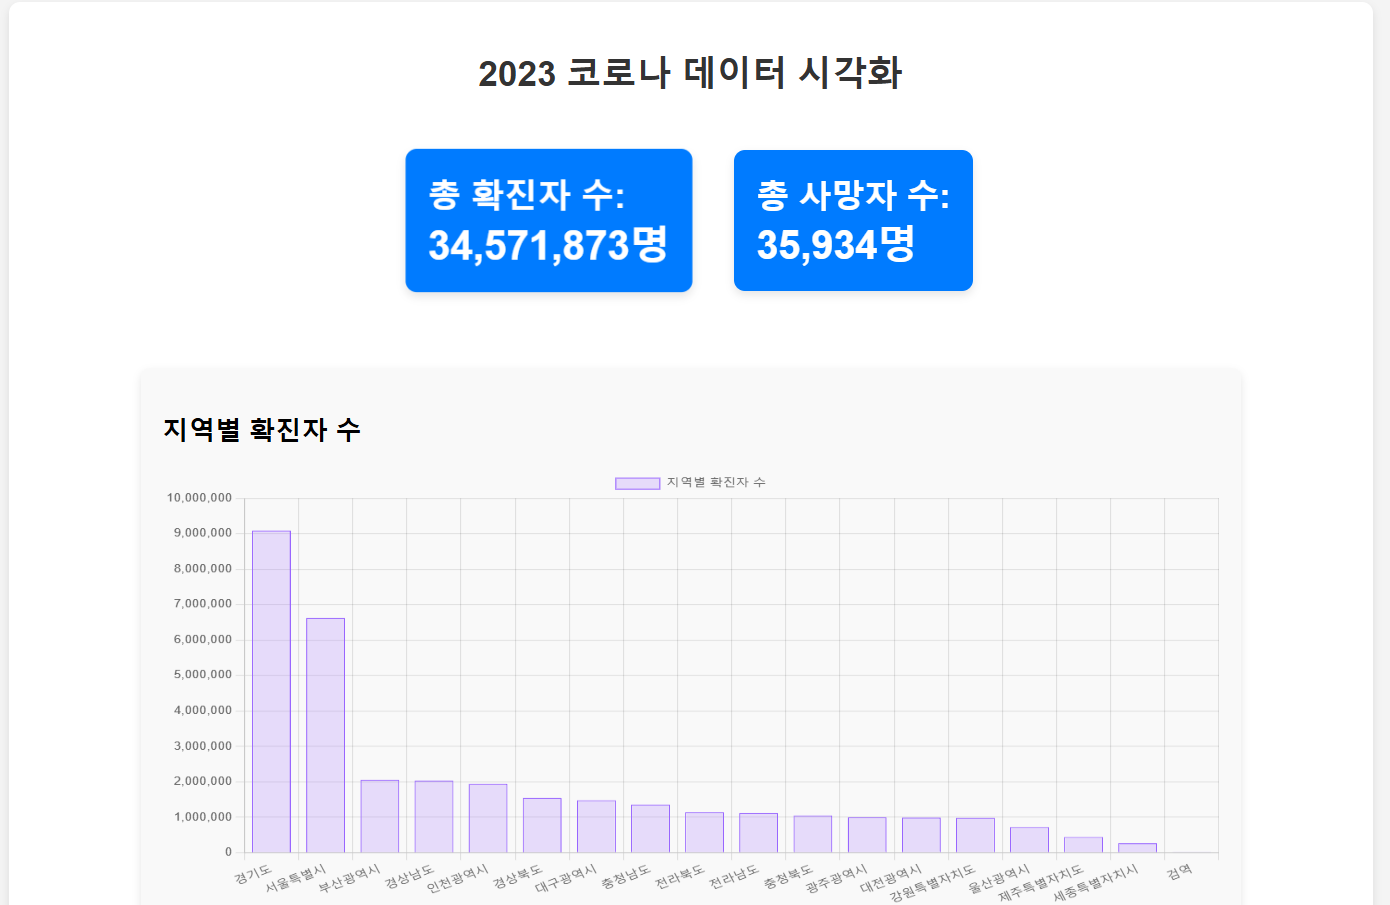 2023 코로나 데이터 시각화
총 확진자 수:
34,571,873명
총 사망자 수:
35,934명
지역별 확진자 수
지역별 확진자 수
10,000,000
9,000,000
8,000,000
7,000,000
6,000,000
5,000,000
4,000,000
3,000,000
2,000,000
1,000,000
0
경기도
서울특별시
부산광역시
경상남도
인천광역시
경상북도
대구광역시
충청남도
전라북도
전라남도
충청북도
광주광역시
대전광역시
강원특별자치도
울산광역시
제주특별자치도
세종특별자치시
검역